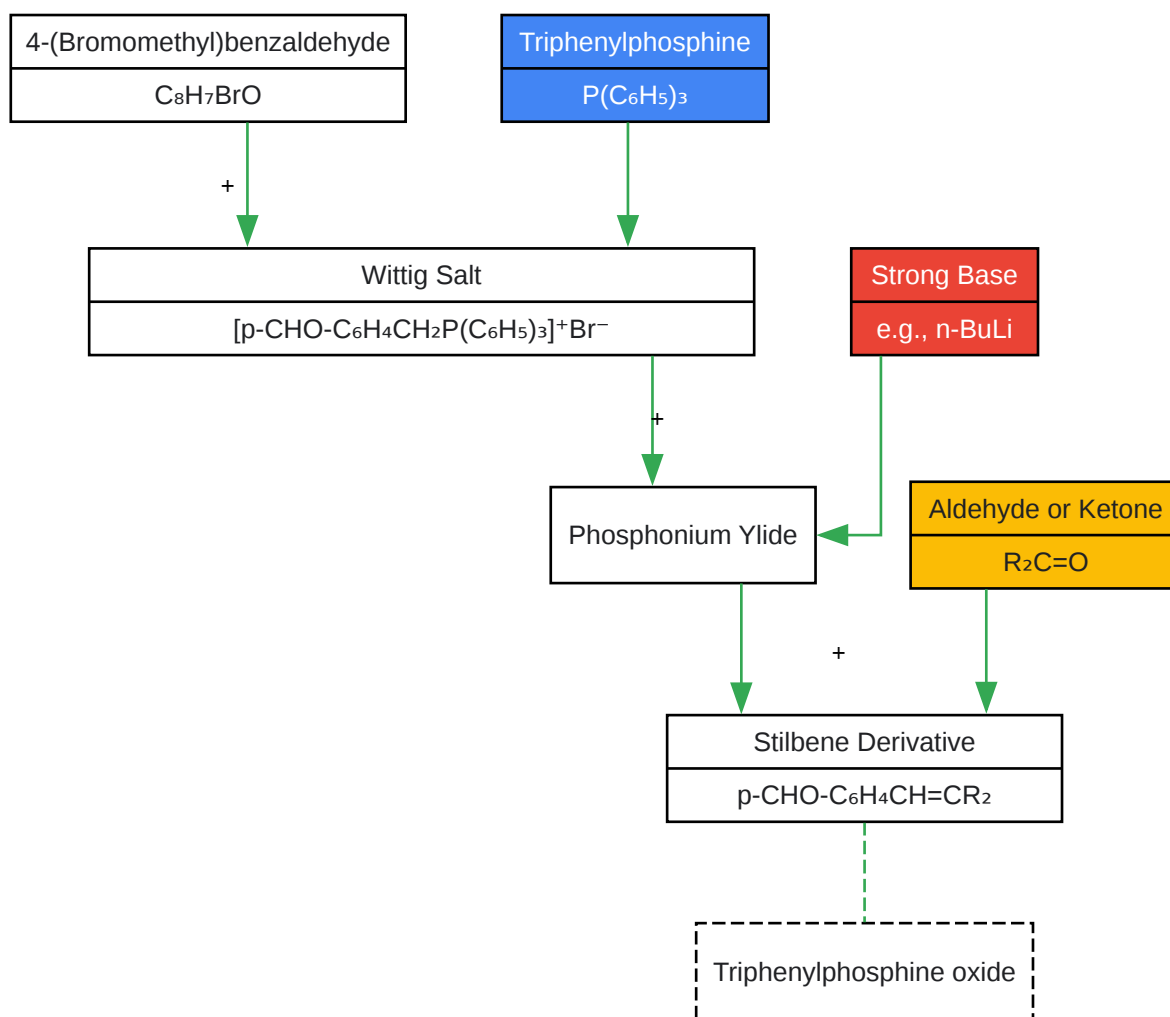 4-(Bromomethyl)benzaldehyde
C₈H₇BrO
Triphenylphosphine
P(C₆H₅)₃
+
Wittig Salt
[p-CHO-C₆H₄CH₂P(C₆H₅)₃]⁺Br⁻
Strong Base
e.g., n-BuLi
+
Phosphonium Ylide
Aldehyde or Ketone
R₂C=O
+
Stilbene Derivative
p-CHO-C₆H₄CH=CR₂
Triphenylphosphine oxide